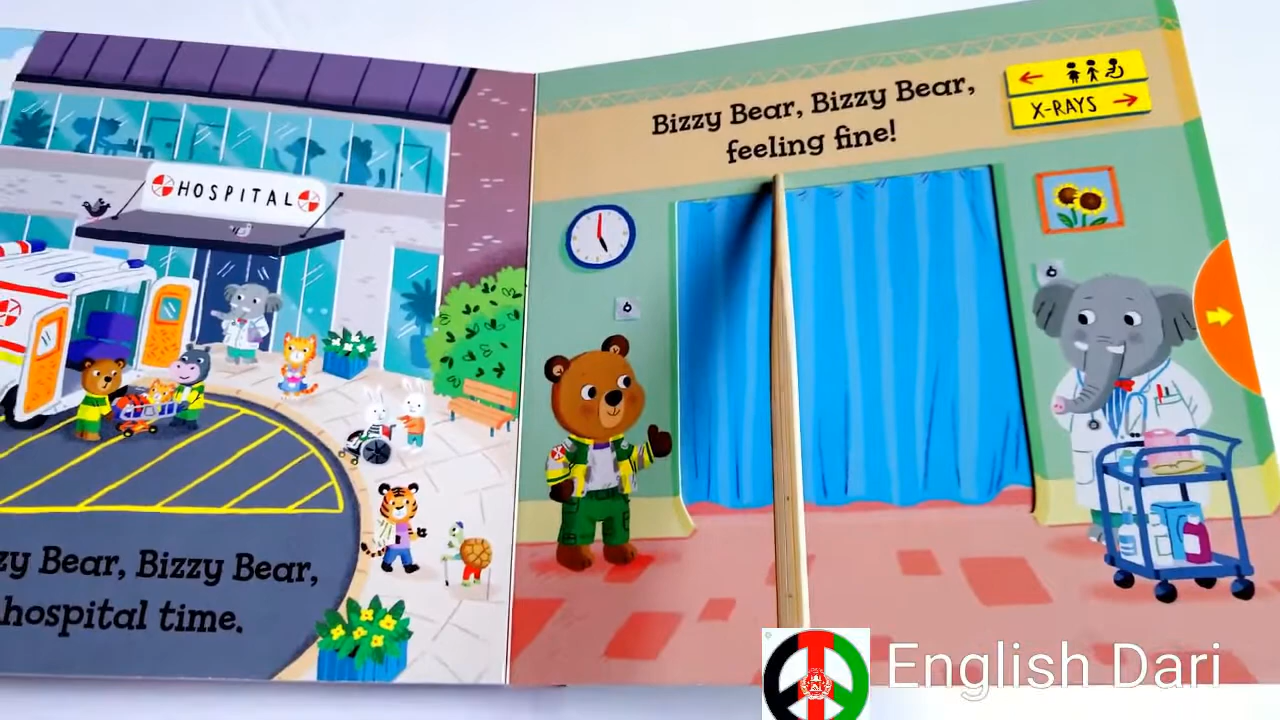 HOSPITAL
zy Bear, Bizzy Bear,
hospital time.
Bizzy Bear, Bizzy Bear,
feeling fine!
X-RAYS
English Dari